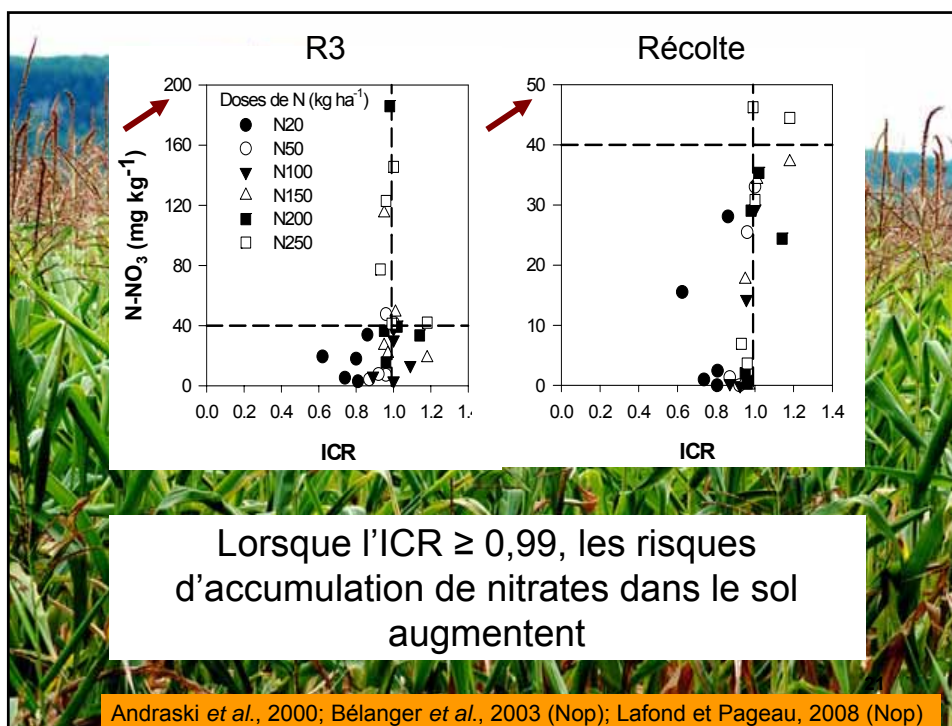 R3
Récolte
N-NO3 (mg kg-1)
200
160
120
80
40
0
Doses de N (kg ha-1)
N20
N50
N100
N150
N200
N250
0.0 0.2 0.4 0.6 0.8 1.0 1.2 1.4
ICR
50
40
30
20
10
0
0.0 0.2 0.4 0.6 0.8 1.0 1.2 1.4
ICR
Lorsque l'ICR ≥ 0,99, les risques
d'accumulation de nitrates dans le sol
augmentent
Andraski et al., 2000; Bélanger et al., 2003 (Nop); Lafond et Pageau, 2008 (Nop)